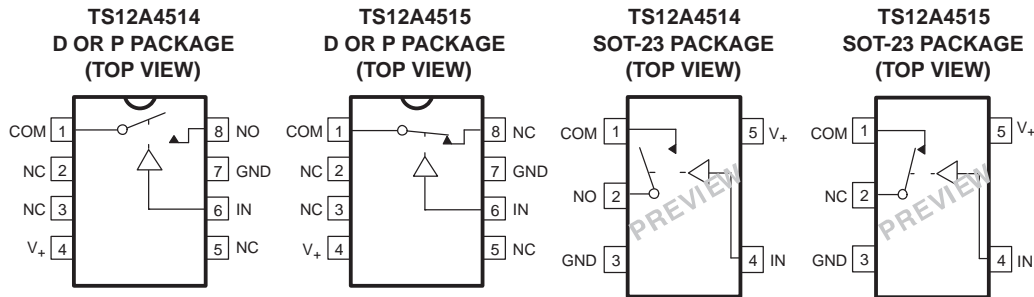 TS12A4514
D OR P PACKAGE
(TOP VIEW)
COM 1
NC 2
NC 3
V+ 4
8 NO
7 GND
6 IN
5 NC
TS12A4515
D OR P PACKAGE
(TOP VIEW)
COM 1
NC 2
NC 3
V+ 4
8 NC
7 GND
6 IN
5 NC
TS12A4514
SOT-23 PACKAGE
(TOP VIEW)
COM 1
NO 2
GND 3
5 V+
4 IN
PREVIEW
TS12A4515
SOT-23 PACKAGE
(TOP VIEW)
COM 1
NC 2
GND 3
5 V+
4 IN
PREVIEW